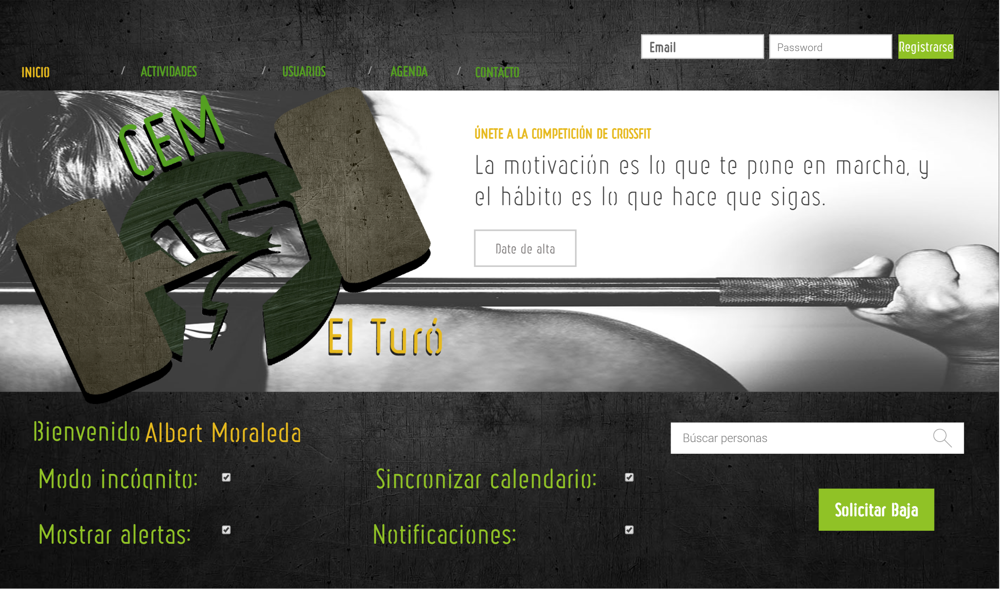 Email
Password
Registrarse
INICIO / ACTIVIDADES / USUARIOS / AGENDA / CONTACTO
CEM
El Turó
ÚNETE A LA COMPETICIÓN DE CROSSFIT
La motivación es lo que te pone en marcha, y
el hábito es lo que hace que sigas.
Date de alta
Bienvenido Albert Moraleda
Búscar personas
Modo incógnito:
Sincronizar calendario:
Solicitar Baja
Mostrar alertas:
Notificaciones: